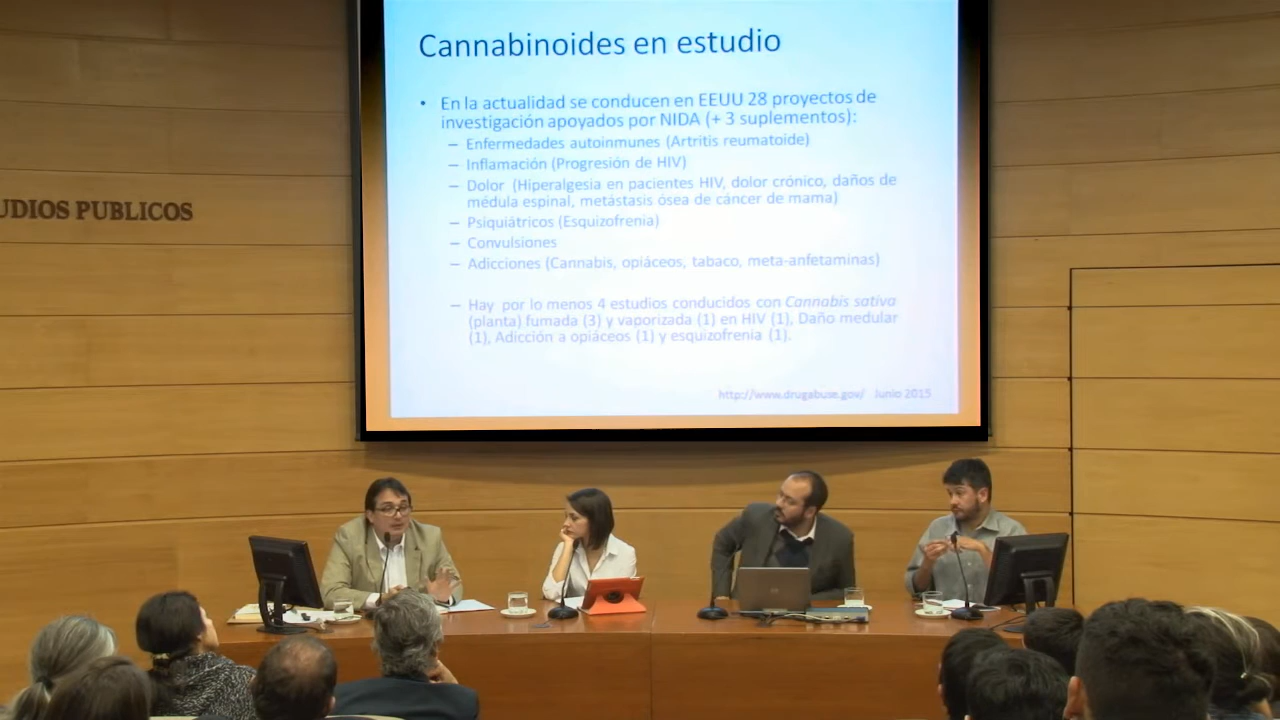 Cannabinoides en estudio
• En la actualidad se conducen en EEUU 28 proyectos de
investigación apoyados por NIDA (+ 3 suplementos):
– Enfermedades autoinmunes (Artritis reumatoide)
– Inflamación (Progresión de HIV)
– Dolor (Hiperalgesia en pacientes HIV, dolor crónico, daños de
médula espinal, metástasis ósea de cáncer de mama)
– Psiquiátricos (Esquizofrenia)
– Convulsiones
– Adicciones (Cannabis, opiáceos, tabaco, meta-anfetaminas)
– Hay por lo menos 4 estudios conducidos con Cannabis sativa
(planta) fumada (3) y vaporizada (1) en HIV (1), Daño medular
(1), Adicción a opiáceos (1) y esquizofrenia (1).
http://www.drugabuse.gov/ Junio 2015
UDIOS PUBLICOS